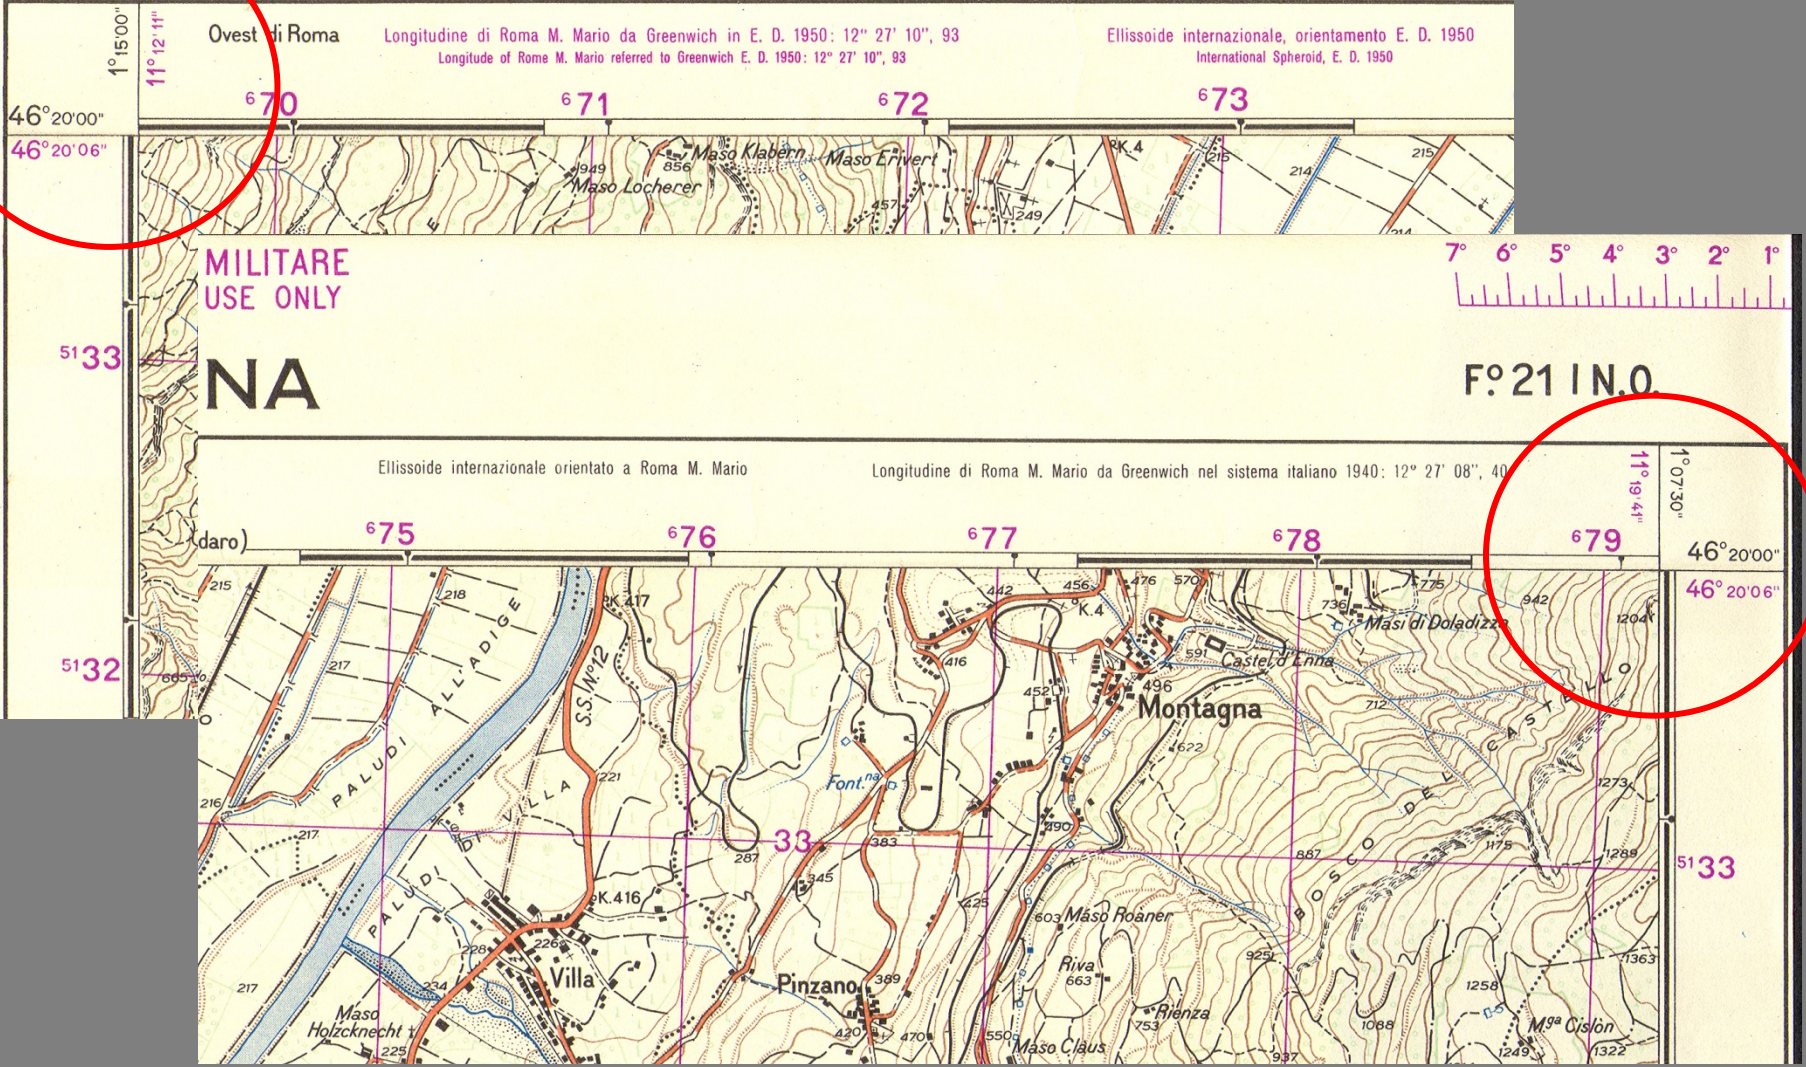 1° 15'00"
11° 12'11"
Ovest di Roma
Longitudine di Roma M. Mario da Greenwich in E. D. 1950: 12° 27' 10", 93
Longitude of Rome M. Mario referred to Greenwich E. D. 1950: 12° 27' 10", 93
Ellissoide internazionale, orientamento E. D. 1950
International Spheroid, E. D. 1950
670
671
672
673
46° 20'00"
46° 20'06"
949
856
Maso Klabern
Maso Locherer
Maso Erivert
457
249
K.4
215
214
215
214
E
MILITARE
USE ONLY
7° 6° 5° 4° 3° 2° 1°
5133
NA
F.° 21 I N.O.
Ellissoide internazionale orientato a Roma M. Mario
Longitudine di Roma M. Mario da Greenwich nel sistema italiano 1940: 12° 27' 08", 40
11° 19'41"
1° 07'30"
daro)
675
676
677
678
679
46° 20'00"
46° 20'06"
215
218
K.417
442
456
K.4
476
570
736
775
942
1204
Masi di Doladizza
5132
665
217
PALUDI
ALL'ADIGE
S.S. N° 12
416
452
591
Castel d'Enna
496
Montagna
712
622
BOSCO DEL CASTELLO
216
217
221
DI VILLA
Font.na
33
287
383
490
887
1175
1273
1289
5133
PALUD
K.416
345
425
603
Maso Roaner
228
226
Villa
Pinzano
389
Riva
663
925
1258
1363
217
234
Maso
Holzcknecht
225
420
470
550
Maso Claus
753
Rienza
937
1088
Mga Cislòn
1249
1322